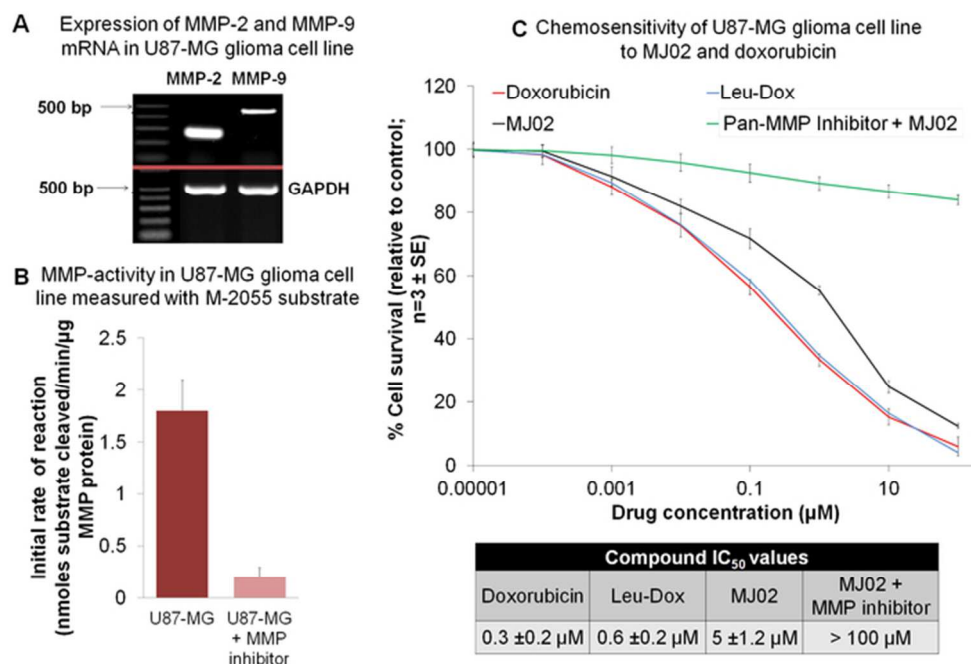 A
Expression of MMP-2 and MMP-9
mRNA in U87-MG glioma cell line
MMP-2 MMP-9
500 bp
500 bp
GAPDH
B
MMP-activity in U87-MG glioma cell
line measured with M-2055 substrate
Initial rate of reaction
(nmoles substrate cleaved/min/µg
MMP protein)
2.5
2
1.5
1
0.5
0
U87-MG
U87-MG
+ MMP
inhibitor
C
Chemosensitivity of U87-MG glioma cell line
to MJ02 and doxorubicin
Doxorubicin
Leu-Dox
MJ02
Pan-MMP Inhibitor + MJ02
% Cell survival (relative to control;
n=3 ± SE)
120
100
80
60
40
20
0
0.00001 0.001 0.1 10
Drug concentration (µM)
Compound IC50 values
Doxorubicin Leu-Dox MJ02 MJ02 +
MMP inhibitor
0.3 ±0.2 µM 0.6 ±0.2 µM 5 ±1.2 µM > 100 µM